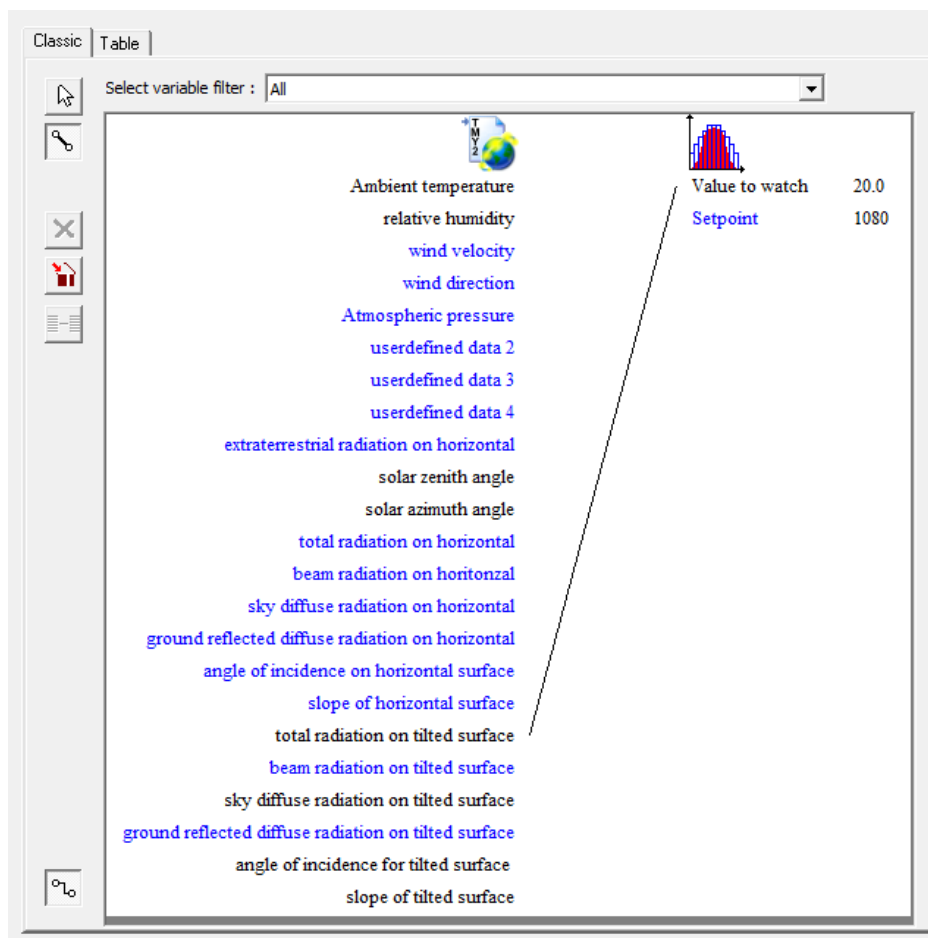 Classic Table
Select variable filter : All
TMY2
Ambient temperature Value to watch 20.0
relative humidity Setpoint 1080
wind velocity
wind direction
Atmospheric pressure
userdefined data 2
userdefined data 3
userdefined data 4
extraterrestrial radiation on horizontal
solar zenith angle
solar azimuth angle
total radiation on horizontal
beam radiation on horitonzal
sky diffuse radiation on horizontal
ground reflected diffuse radiation on horizontal
angle of incidence on horizontal surface
slope of horizontal surface
total radiation on tilted surface
beam radiation on tilted surface
sky diffuse radiation on tilted surface
ground reflected diffuse radiation on tilted surface
angle of incidence for tilted surface
slope of tilted surface